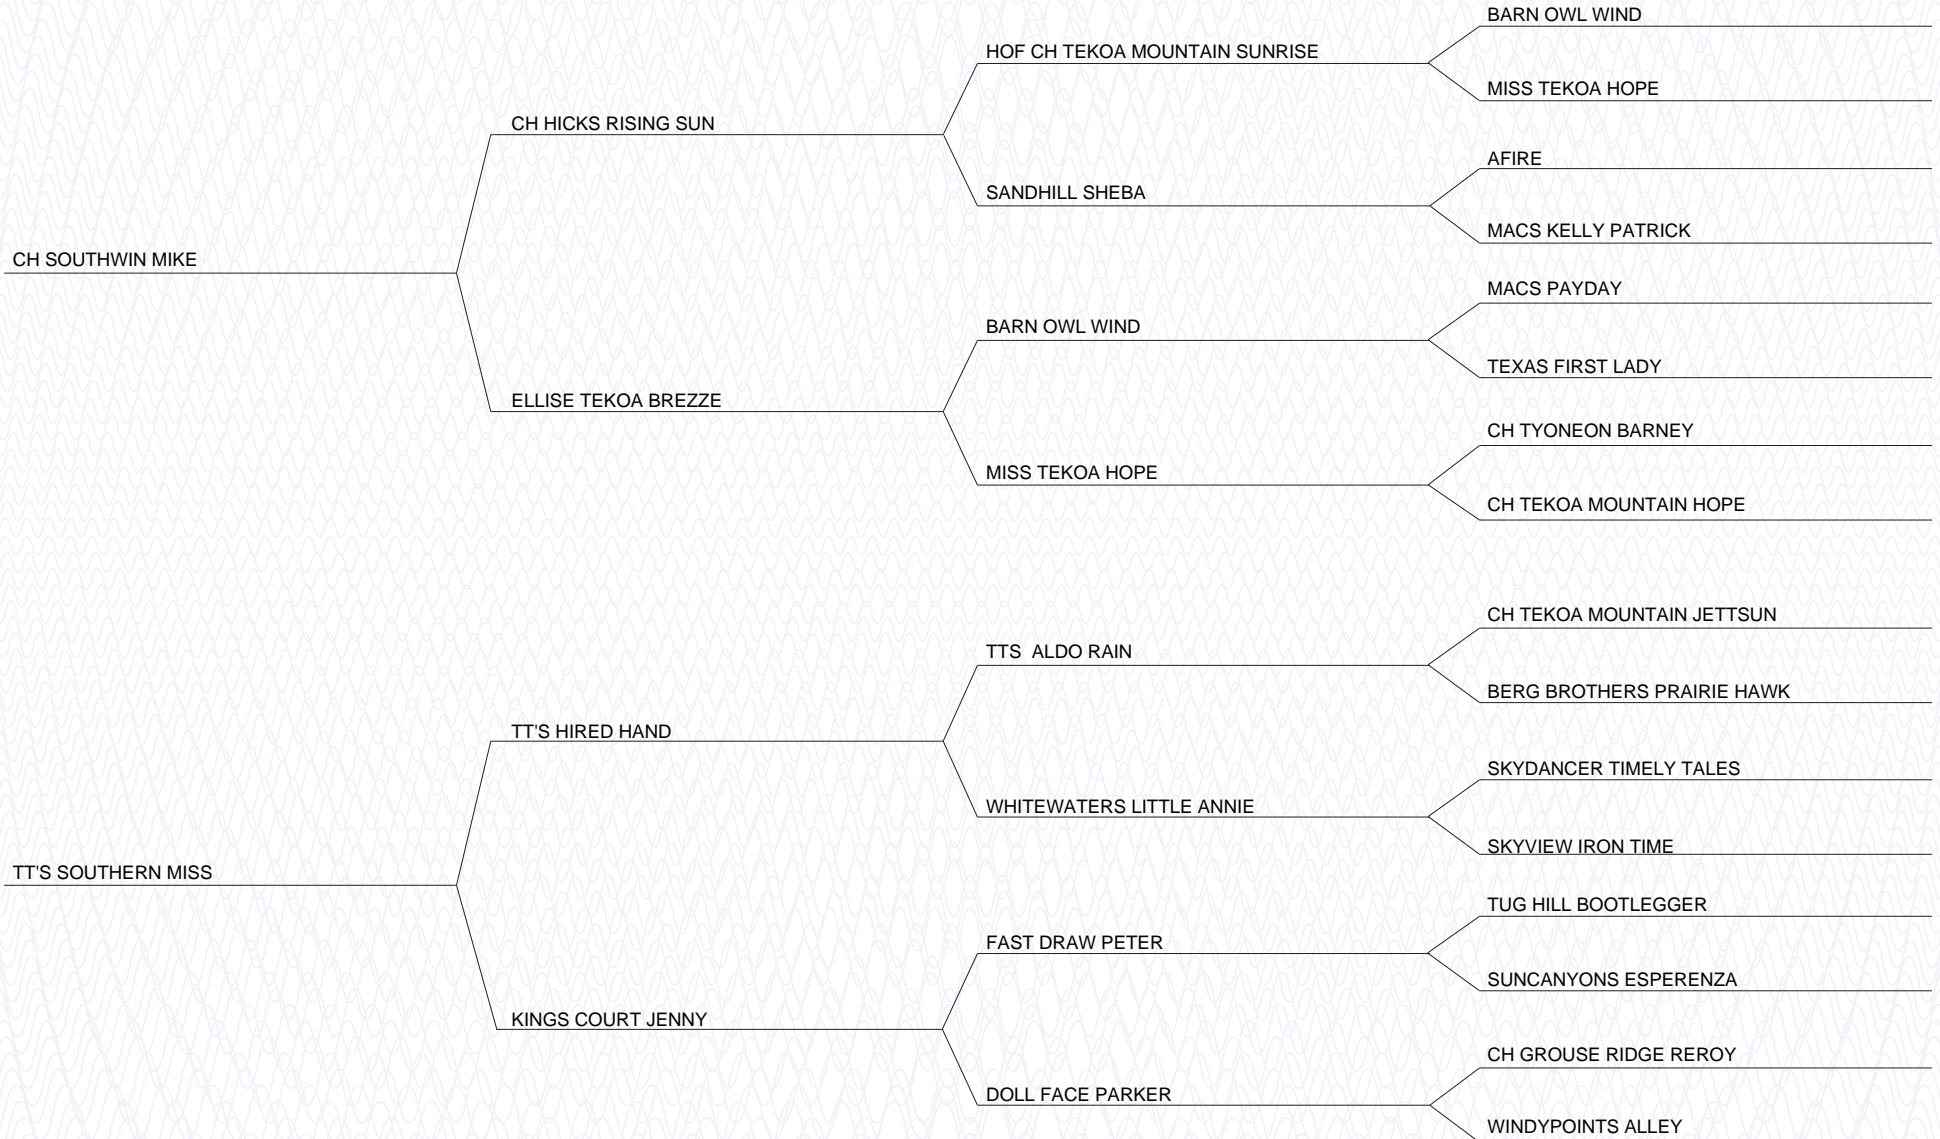 BARN OWL WIND
HOF CH TEKOA MOUNTAIN SUNRISE
MISS TEKOA HOPE
CH HICKS RISING SUN
AFIRE
SANDHILL SHEBA
MACS KELLY PATRICK
CH SOUTHWIN MIKE
MACS PAYDAY
BARN OWL WIND
TEXAS FIRST LADY
ELLISE TEKOA BREZZE
CH TYONEON BARNEY
MISS TEKOA HOPE
CH TEKOA MOUNTAIN HOPE
CH TEKOA MOUNTAIN JETTSUN
TTS ALDO RAIN
BERG BROTHERS PRAIRIE HAWK
TT'S HIRED HAND
SKYDANCER TIMELY TALES
WHITEWATERS LITTLE ANNIE
SKYVIEW IRON TIME
TT'S SOUTHERN MISS
TUG HILL BOOTLEGGER
FAST DRAW PETER
SUNCANYONS ESPERENZA
KINGS COURT JENNY
CH GROUSE RIDGE REROY
DOLL FACE PARKER
WINDYPOINTS ALLEY